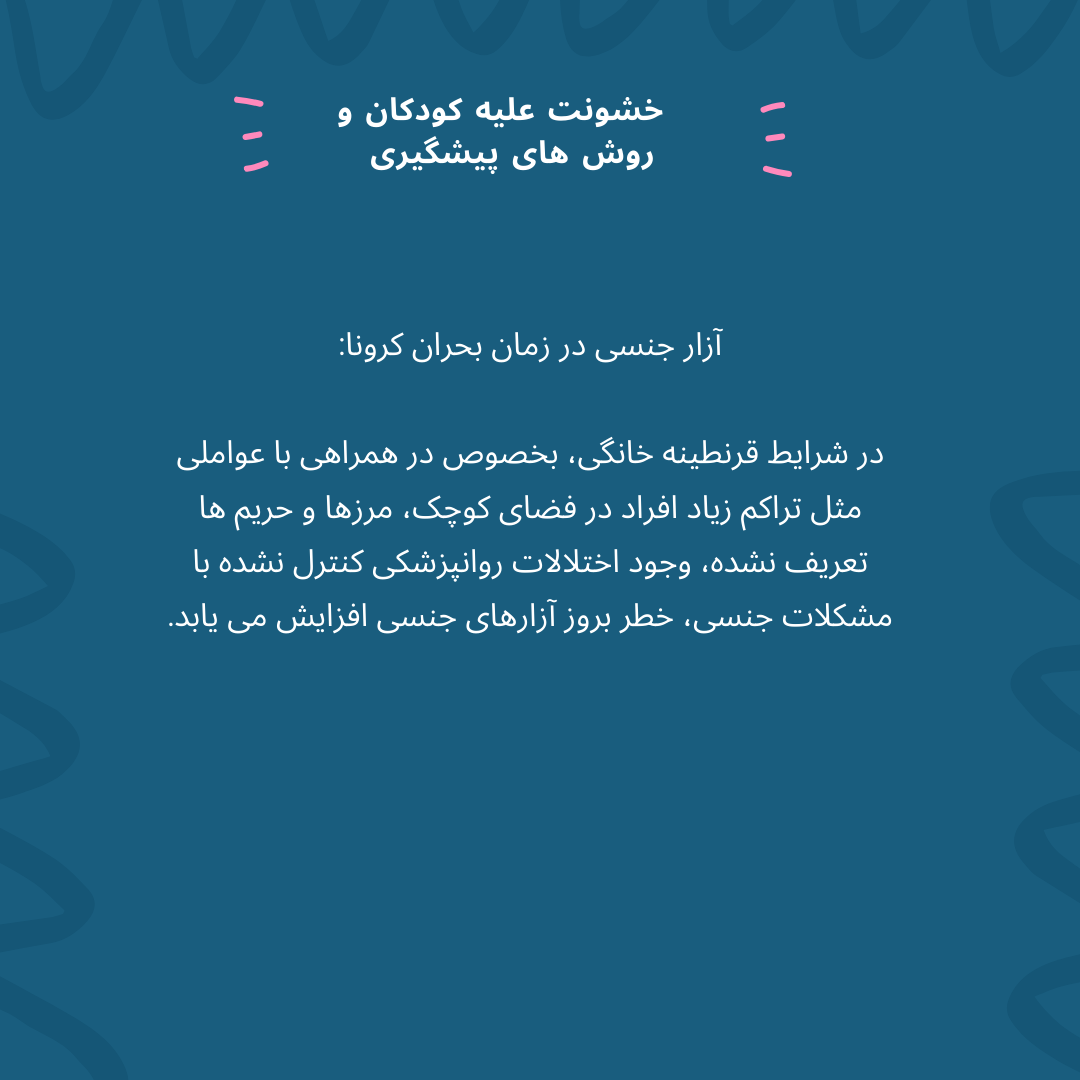 خشونت علیه کودکان و
روش های پیشگیری
آزار جنسی در زمان بحران کرونا:
در شرایط قرنطینه خانگی، بخصوص در همراهی با عواملی
مثل تراکم زیاد افراد در فضای کوچک، مرزها و حریم ها
تعریف نشده، وجود اختلالات روانپزشکی کنترل نشده با
مشکلات جنسی، خطر بروز آزارهای جنسی افزایش می یابد.